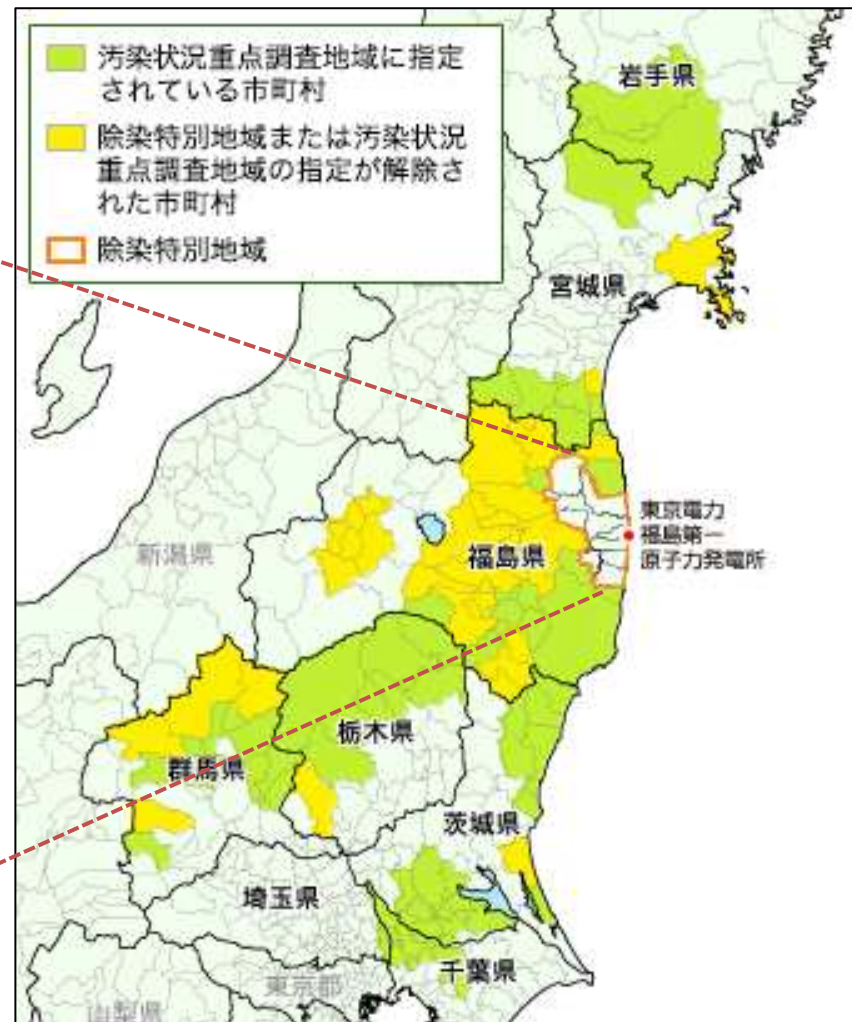 汚染状況重点調査地域に指定
されている市町村
除染特別地域または汚染状況
重点調査地域の指定が解除さ
れた市町村
除染特別地域
岩手県
宮城県
東京電力
福島第一
原子力発電所
新潟県
福島県
栃木県
群馬県
茨城県
埼玉県
千葉県
東京都
山梨県